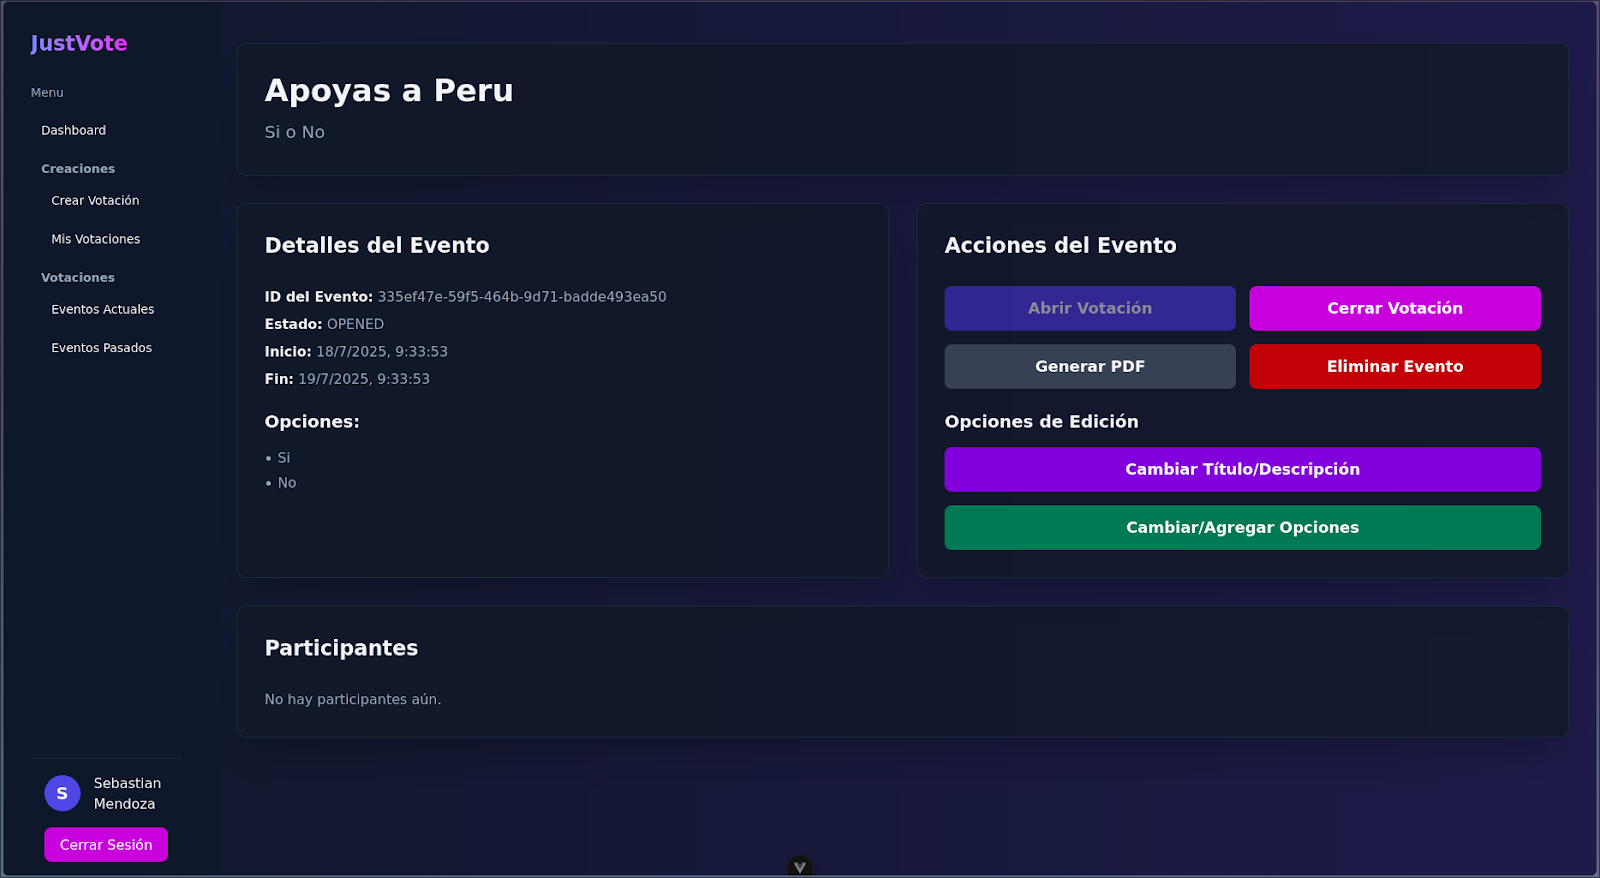 JustVote
Menu
Dashboard
Creaciones
Crear Votación
Mis Votaciones
Votaciones
Eventos Actuales
Eventos Pasados
Sebastian
Mendoza
S
Cerrar Sesión
Apoyas a Peru
Si o No
Detalles del Evento
ID del Evento: 335ef47e-59f5-464b-9d71-badde493ea50
Estado: OPENED
Inicio: 18/7/2025, 9:33:53
Fin: 19/7/2025, 9:33:53
Opciones:
• Si
• No
Acciones del Evento
Abrir Votación
Cerrar Votación
Generar PDF
Eliminar Evento
Opciones de Edición
Cambiar Título/Descripción
Cambiar/Agregar Opciones
Participantes
No hay participantes aún.